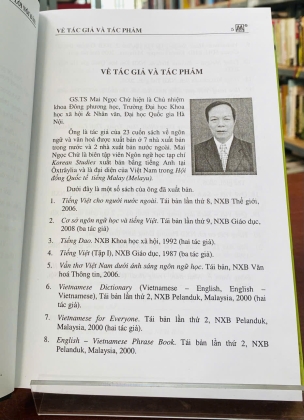 VỀ TÁC GIẢ VÀ TÁC PHẨM
VỀ TÁC GIẢ VÀ TÁC PHẨM
GS.TS Mai Ngọc Chừ hiện là Chủ nhiệm
khoa Đông phương học, Trường Đại học Khoa
học xã hội & Nhân văn, Đại học Quốc gia Hà
Nội.
Ông là tác giả của 23 cuốn sách về ngôn
ngữ và văn hoá được xuất bản ở 7 nhà xuất bản
trong nước và 2 nhà xuất bản nước ngoài. Mai
Ngọc Chừ là biên tập viên Ngôn ngữ học tạp chí
Korean Studies xuất bản bằng tiếng Anh tại
Ôxtrâylia và là đại diện của Việt Nam trong Hội
đồng Quốc tế tiếng Malay (Melayu).
Dưới đây là một số sách của ông đã xuất bản.
1. Tiếng Việt cho người nước ngoài. Tái bản lần thứ 8, NXB Thế giới,
2006.
2. Cơ sở ngôn ngữ học và tiếng Việt. Tái bản lần thứ 9, NXB Giáo dục,
2008 (ba tác giả)
3. Tiếng Dao. NXB Khoa học xã hội, 1992 (hai tác giả).
4. Tiếng Việt (Tập I), NXB Giáo dục, 1987 (ba tác giả).
5. Vần thơ Việt Nam dưới ánh sáng ngôn ngữ học. Tái bản, NXB Văn
hoá Thông tin, 2006.
6. Vietnamese Dictionary (Vietnamese – English, English –
Vietnamese), Tái bản lần thứ 2, NXB Pelanduk, Malaysia, 2000 (hai
tác giả).
7. Vietnamese for Everyone. Tái bản lần thứ 2, NXB Pelanduk,
Malaysia, 2000 (hai tác giả).
8. English – Vietnamese Phrase Book. Tái bản lần thứ 2, NXB
Pelanduk, Malaysia, 2000.